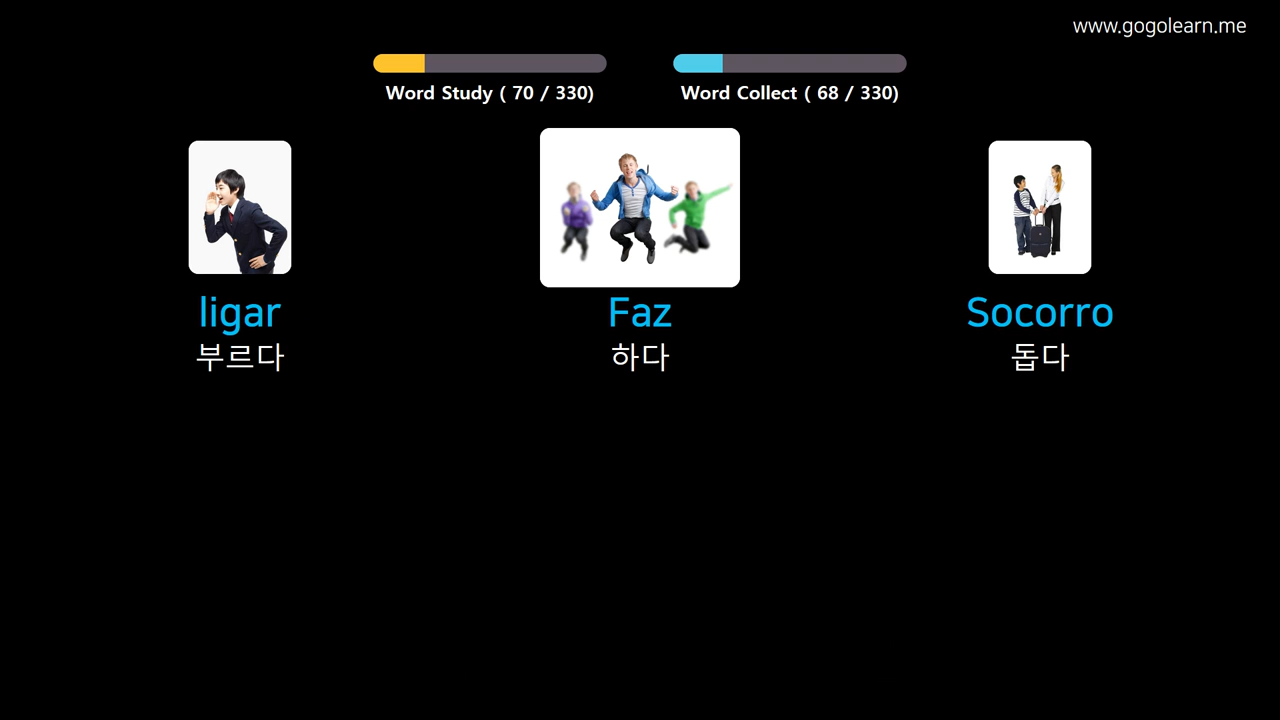 www.gogolearn.me
Word Study ( 70 / 330)
Word Collect ( 68 / 330)
ligar
Faz
Socorro
부르다
하다
돕다